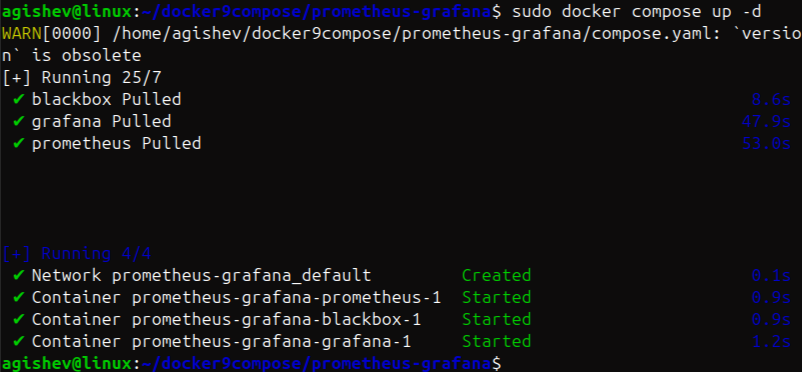 agishev@linux:~/docker9compose/prometheus-grafana$ sudo docker compose up -d
WARN[0000] /home/agishev/docker9compose/prometheus-grafana/compose.yaml: `versio
n` is obsolete
[+] Running 25/7
✔ blackbox Pulled 8.6s
✔ grafana Pulled 47.9s
✔ prometheus Pulled 53.0s
[+] Running 4/4
✔ Network prometheus-grafana_default Created 0.1s
✔ Container prometheus-grafana-prometheus-1 Started 0.9s
✔ Container prometheus-grafana-blackbox-1 Started 0.9s
✔ Container prometheus-grafana-grafana-1 Started 1.2s
agishev@linux:~/docker9compose/prometheus-grafana$